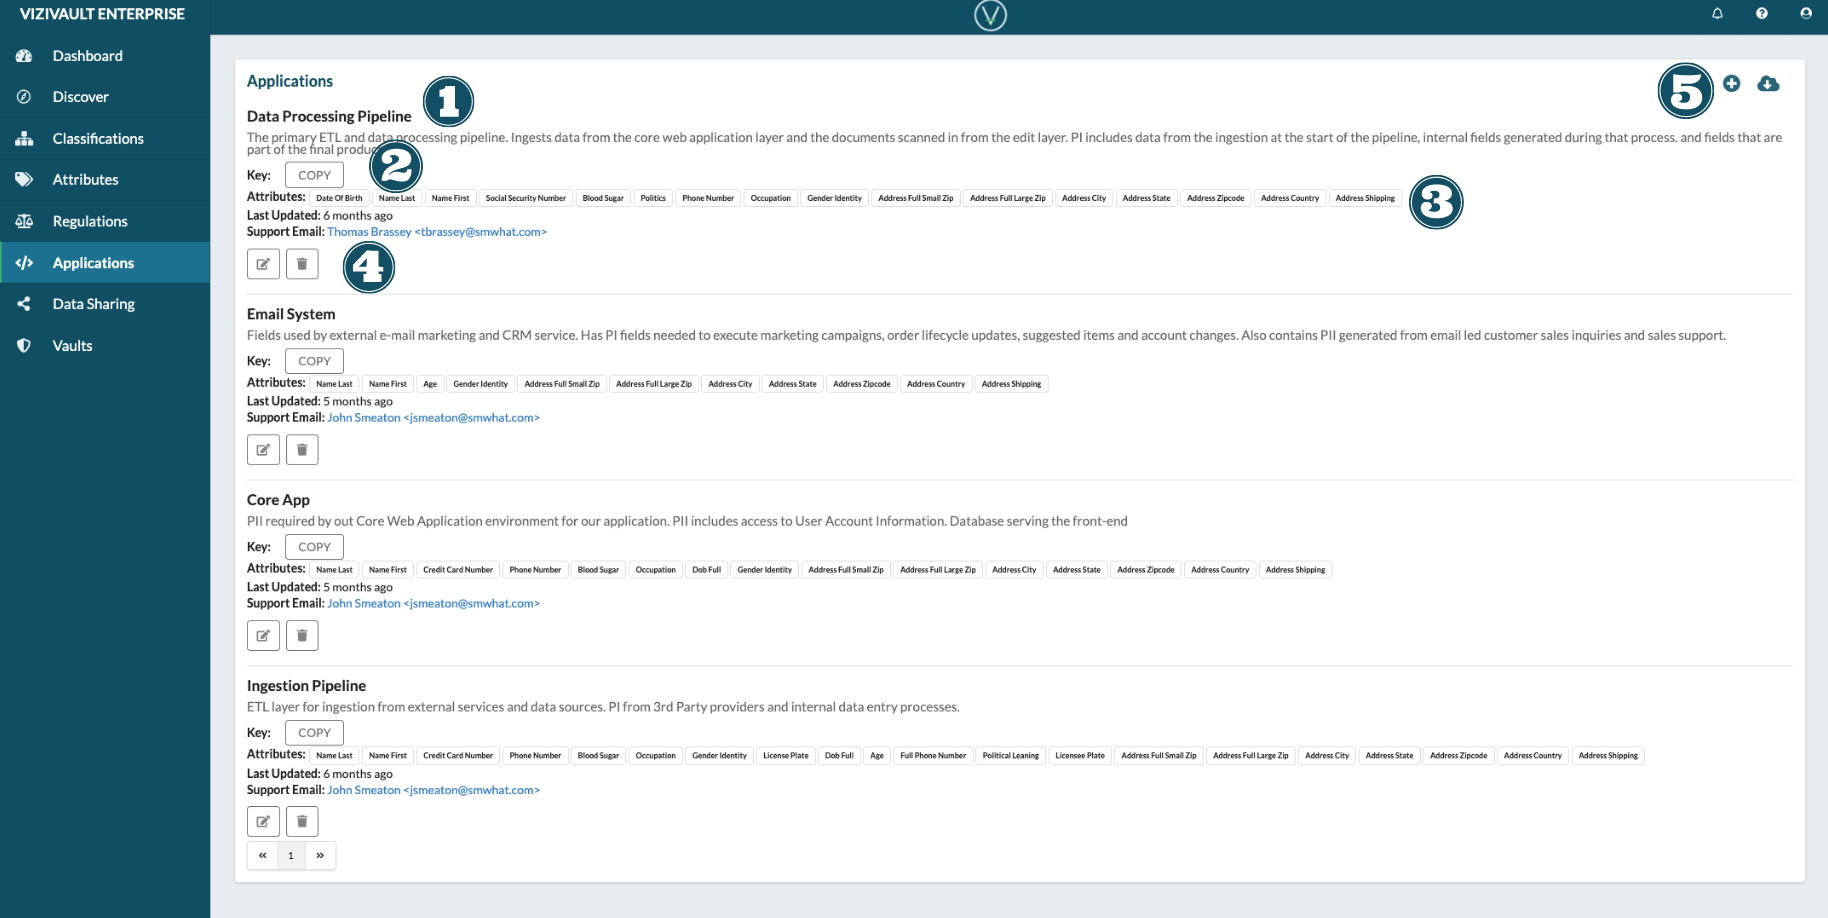 VIZIVAULT ENTERPRISE
V
Dashboard
Discover
Classifications
Attributes
Regulations
Applications
Data Sharing
Vaults
Applications
5
Data Processing Pipeline
1
The primary ETL and data processing pipeline. Ingests data from the core web application layer and the documents scanned in from the edit layer. PI includes data from the ingestion at the start of the pipeline, internal fields generated during that process. and fields that are
part of the final produc
2
Key: COPY
Attributes: Date Of Birth Name Last Name First Social Security Number Blood Sugar Politics Phone Number Occupation Gender Identity Address Full Small Zip Address Full Large Zip Address City Address State Address Zipcode Address Country Address Shipping
3
Last Updated: 6 months ago
Support Email: Thomas Brassey <tbrassey@smwhat.com>
4
Email System
Fields used by external e-mail marketing and CRM service. Has PI fields needed to execute marketing campaigns, order lifecycle updates, suggested items and account changes. Also contains PII generated from email led customer sales inquiries and sales support.
Key: COPY
Attributes: Name Last Name First Age Gender Identity Address Full Small Zip Address Full Large Zip Address City Address State Address Zipcode Address Country Address Shipping
Last Updated: 5 months ago
Support Email: John Smeaton <jsmeaton@smwhat.com>
Core App
PII required by out Core Web Application environment for our application. PII includes access to User Account Information. Database serving the front-end
Key: COPY
Attributes: Name Last Name First Credit Card Number Phone Number Blood Sugar Occupation Dob Full Gender Identity Address Full Small Zip Address Full Large Zip Address City Address State Address Zipcode Address Country Address Shipping
Last Updated: 5 months ago
Support Email: John Smeaton <jsmeaton@smwhat.com>
Ingestion Pipeline
ETL layer for ingestion from external services and data sources. PI from 3rd Party providers and internal data entry processes.
Key: COPY
Attributes: Name Last Name First Credit Card Number Phone Number Blood Sugar Occupation Gender Identity License Plate Dob Full Age Full Phone Number Political Leaning Licensee Plate Address Full Small Zip Address Full Large Zip Address City Address State Address Zipcode Address Country Address Shipping
Last Updated: 6 months ago
Support Email: John Smeaton <jsmeaton@smwhat.com>
« 1 »